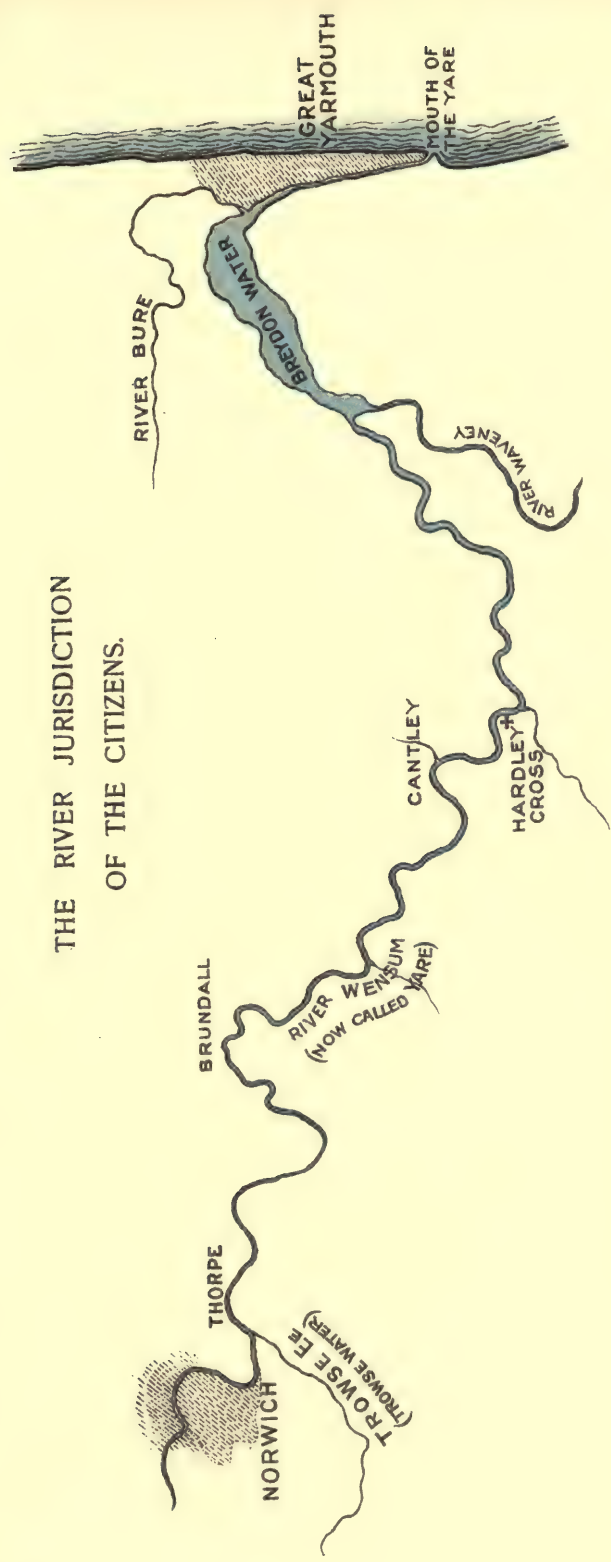 THE RIVER JURISDICTION
OF THE CITIZENS.
RIVER BURE
GREAT
YARMOUTH
MOUTH OF
THE YARE
BREYDON WATER
RIVER WAVENEY
CANTLEY
HARDLEY
CROSS
BRUNDALL
RIVER WENSUM
(NOW CALLED YARE)
THORPE
NORWICH
TROWSE EE
(TROWSE WATER)